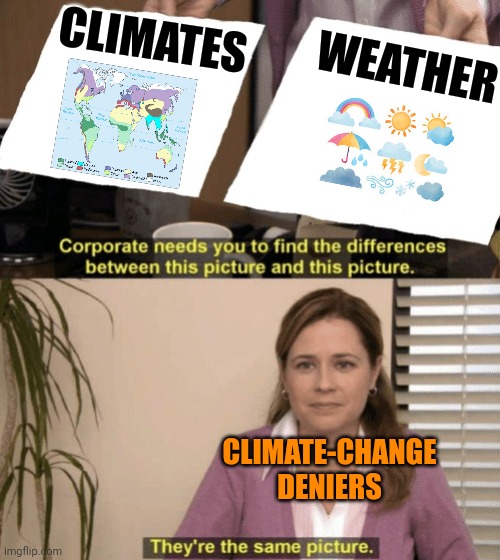 CLIMATES
WEATHER
Corporate needs you to find the differences
between this picture and this picture.
CLIMATE-CHANGE
DENIERS
They're the same picture.
imgflip.com